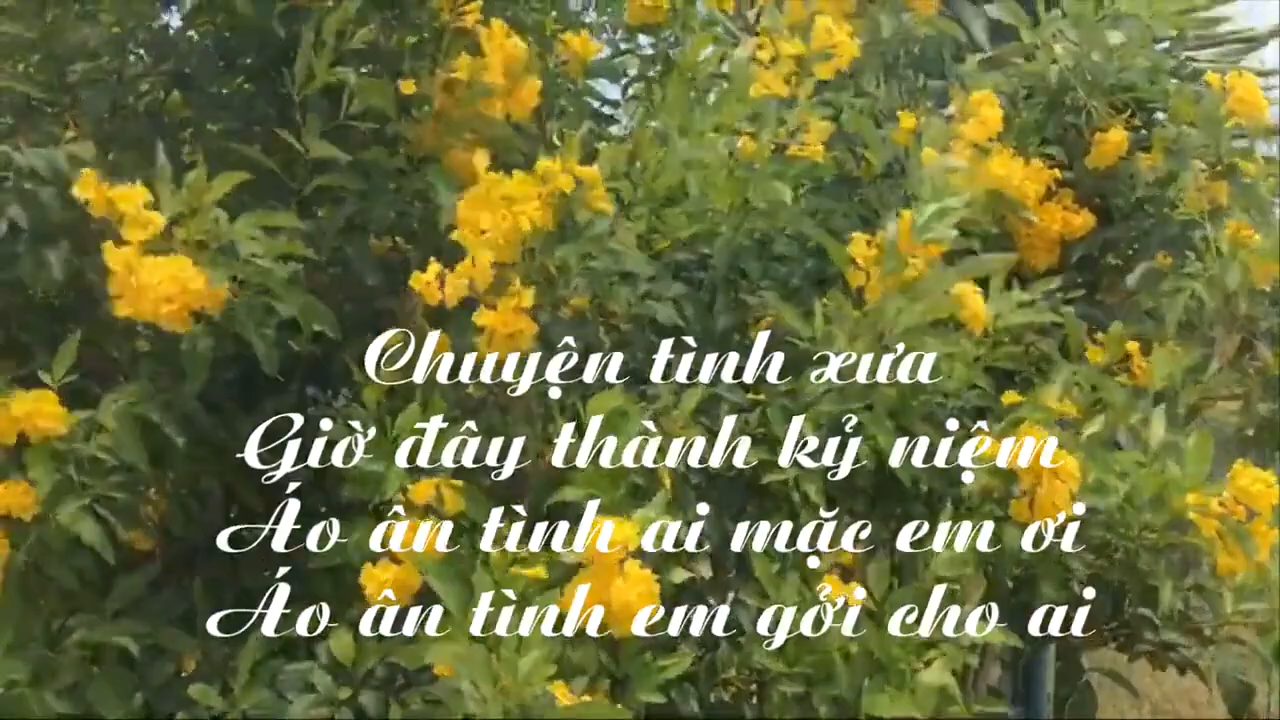 Chuyện tình xưa
Giờ đây thành kỷ niệm
Áo ân tình ai mặc em ơi
Áo ân tình em gởi cho ai